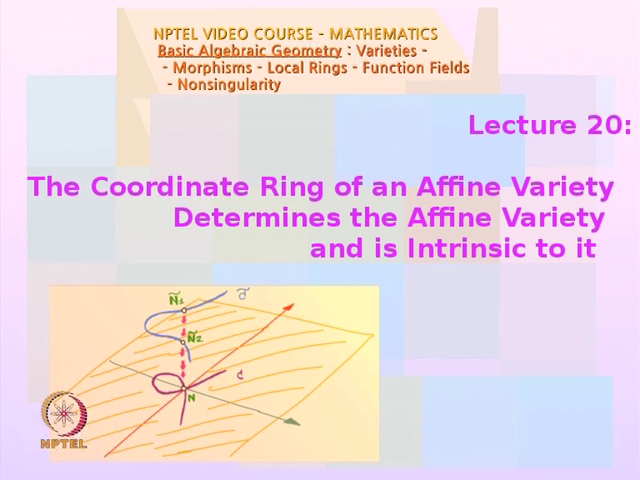 NPTEL VIDEO COURSE - MATHEMATICS
Basic Algebraic Geometry : Varieties -
- Morphisms - Local Rings - Function Fields
- Nonsingularity
Lecture 20:
The Coordinate Ring of an Affine Variety
Determines the Affine Variety
and is Intrinsic to it
Ñ1
Ñ2
N
NPTEL